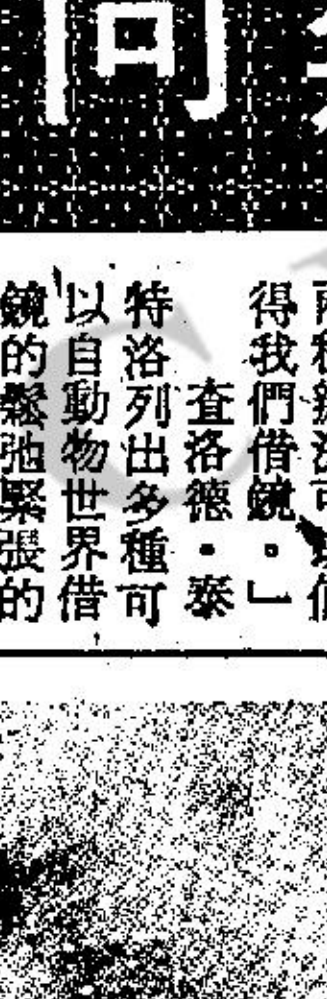 得我們借鏡。」
查洛德・泰
特洛列出多種可
以自動物世界借
鏡的鬆弛緊張的